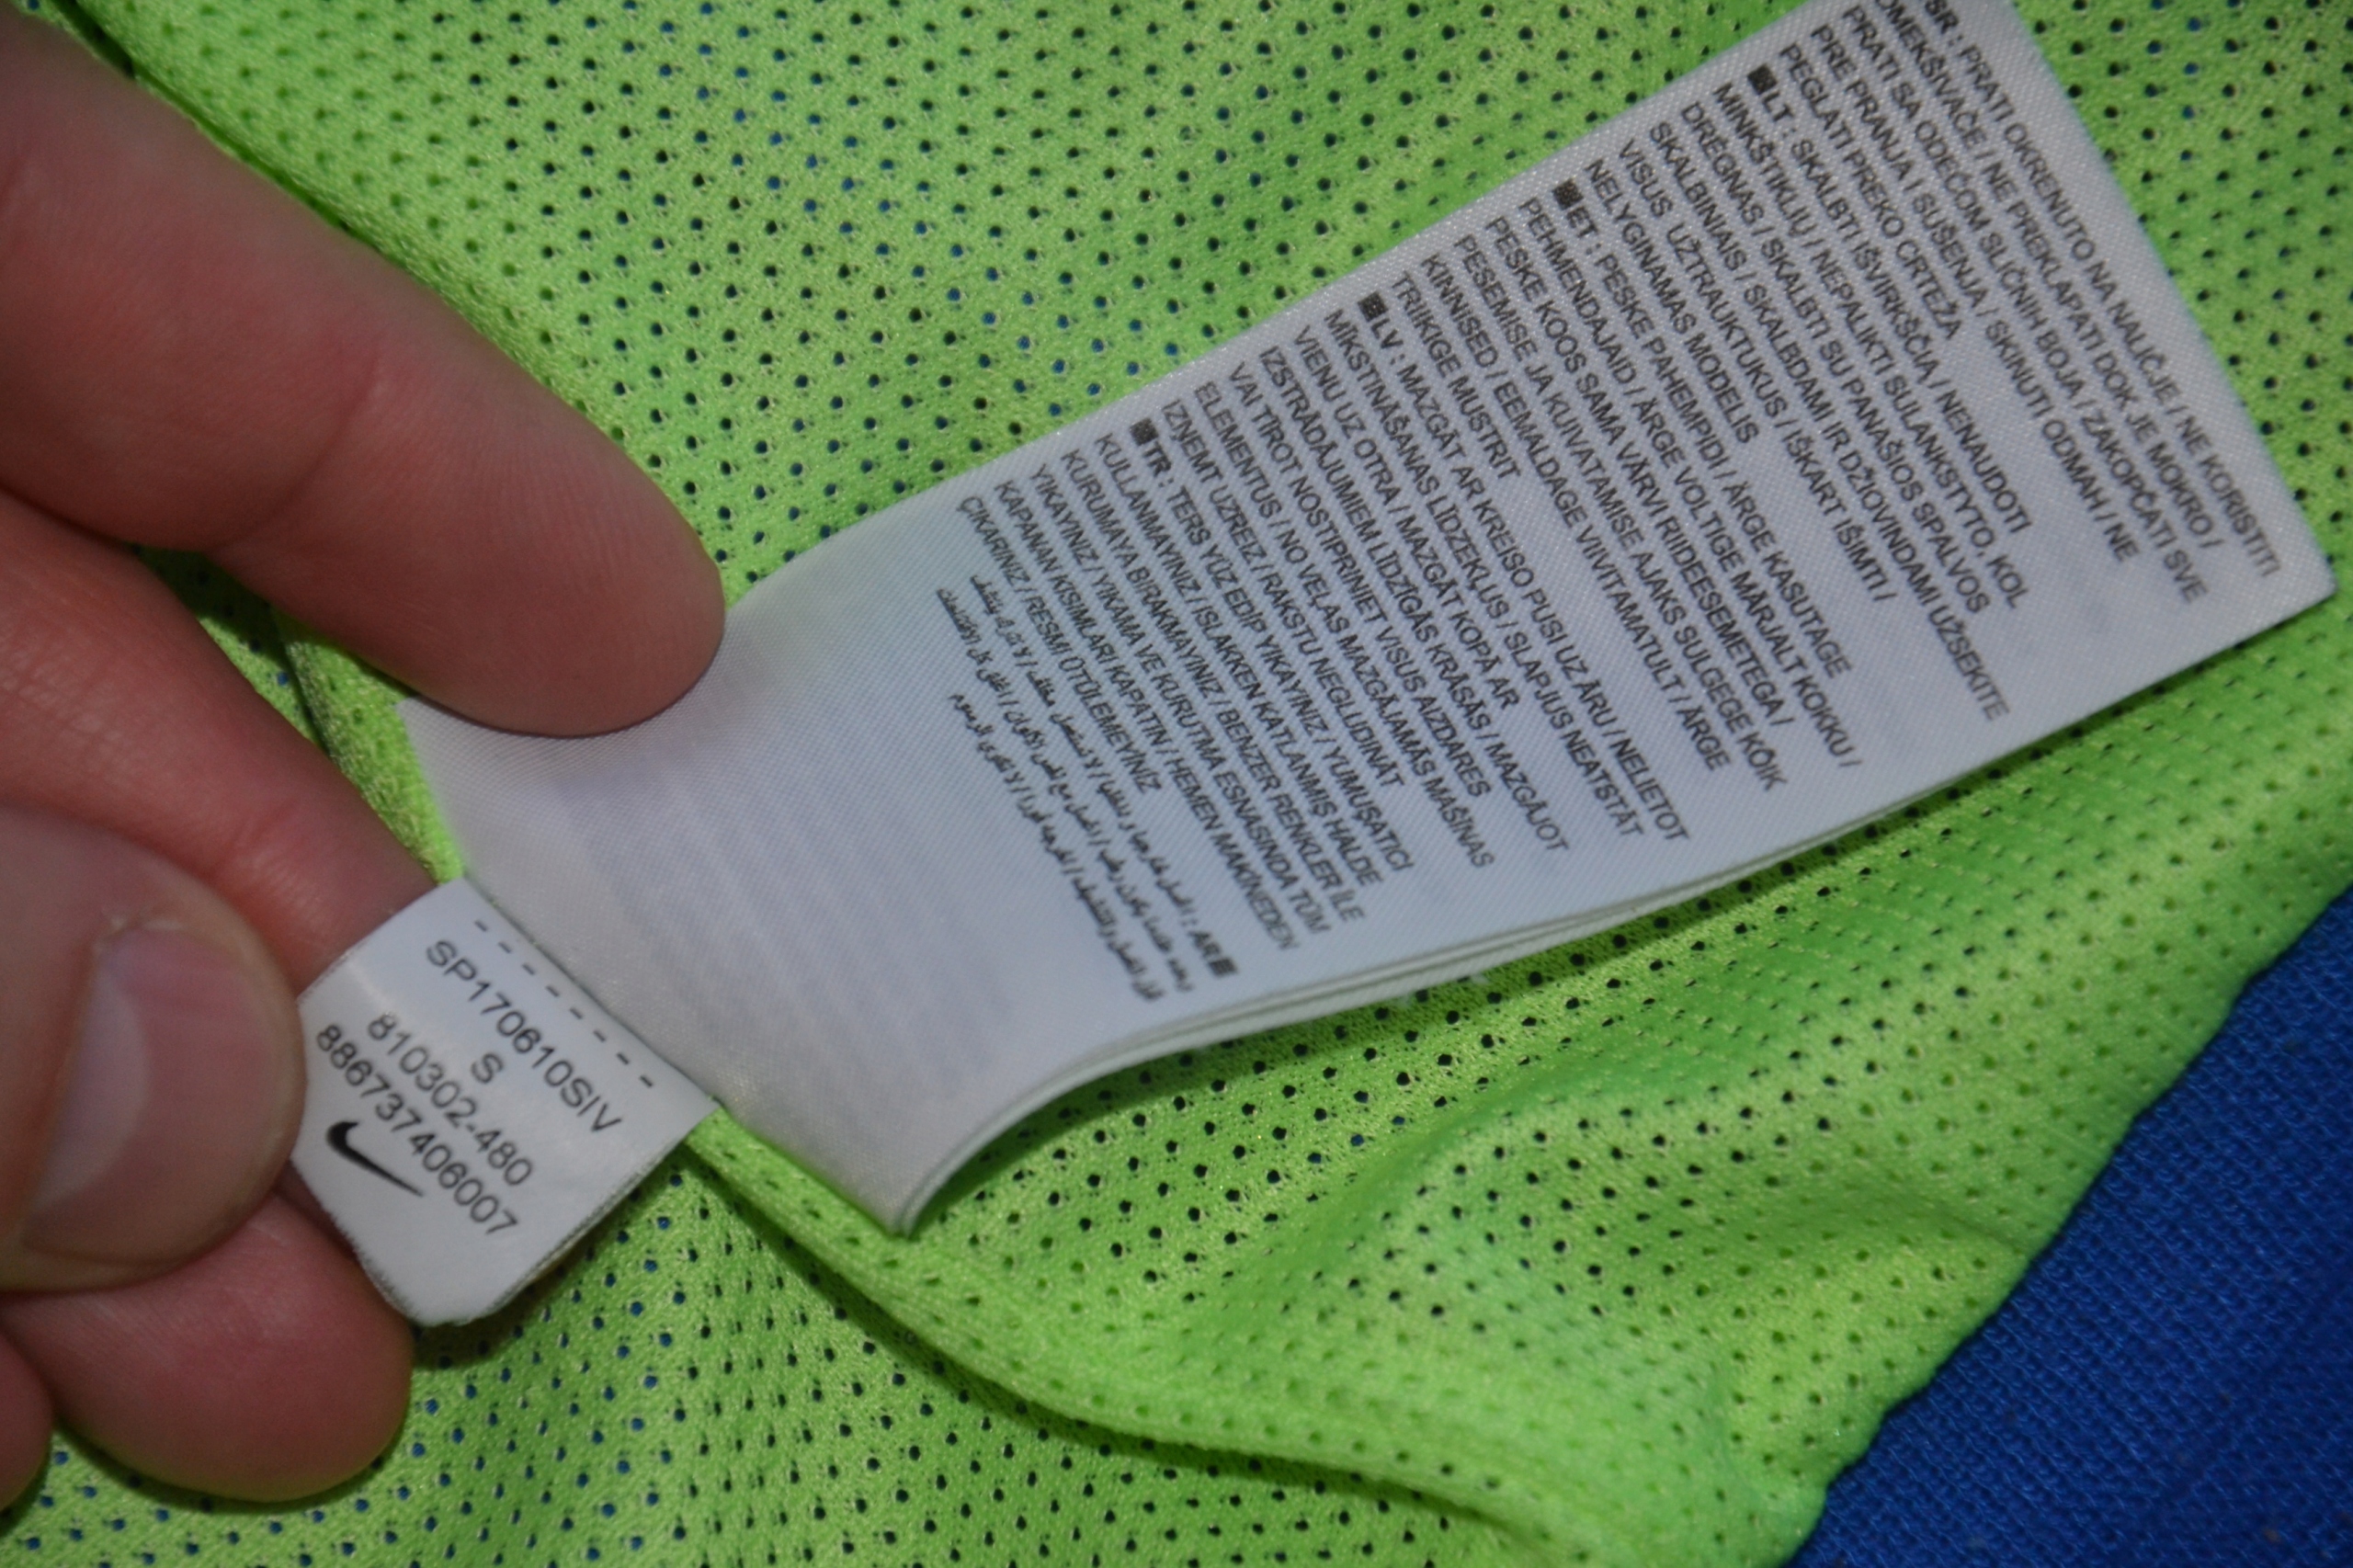 SR : PRATI OKRENUTO NA NALIČJE / NE KORISTITI
OMEKŠIVAČE / NE PREKLAPATI DOK JE MOKRO /
PRATI SA ODEĆOM SLIČNIH BOJA / ZAKOPČATI SVE
PRE PRANJA I SUŠENJA / SKINUTI ODMAH / NE
PEGLATI PREKO CRTEŽA
LT : SKALBTI IŠVIRKŠČIĄ / NENAUDOTI
MINKŠTIKLIŲ / NEPALIKTI SULANKSTYTO, KOL
DRĖGNAS / SKALBTI SU PANAŠIOS SPALVOS
SKALBINIAIS / SKALBDAMI IR DŽIOVINDAMI UŽSEKITE
VISUS UŽTRAUKTUKUS / IŠKART IŠIMTI /
NELYGINAMAS MODELIS
ET : PESKE PAHEMPIDI / ÄRGE KASUTAGE
PEHMENDAJAID / ÄRGE VOLTIGE MÄRJALT KOKKU /
PESKE KOOS SAMA VÄRVI RIIDEESEMETEGA /
PESEMISE JA KUIVATAMISE AJAKS SULGEGE KÕIK
KINNISED / EEMALDAGE VIIVITAMATULT / ÄRGE
TRIIKIGE MUSTRIT
LV : MAZGĀT AR KREISO PUSI UZ ĀRU / NELIETOT
MĪKSTINĀŠANAS LĪDZEKĻUS / SLAPJUS NEATSTĀT
VIENU UZ OTRA / MAZGĀT KOPĀ AR
IZSTRĀDĀJUMIEM LĪDZĪGĀS KRĀSĀS / MAZGĀJOT
VAI TĪROT NOSTIPRINIET VISUS AIZDARES
ELEMENTUS / NO VEĻAS MAZGĀJAMĀS MAŠĪNAS
IZŅEMT UZREIZ / RAKSTU NEGLUDINĀT
TR : TERS YÜZ EDİP YIKAYINIZ / YUMUŞATICI
KULLANMAYINIZ / ISLAKKEN KATLANMIŞ HALDE
KURUMAYA BIRAKMAYINIZ / BENZER RENKLER İLE
YIKAYINIZ / YIKAMA VE KURUTMA ESNASINDA TÜM
KAPANAN KISIMLARI KAPATIN / HEMEN MAKİNEDEN
ÇIKARINIZ / RESMİ ÜTÜLEMEYİNİZ
AR :
SP170610SIV
S
810302-480
886737406007